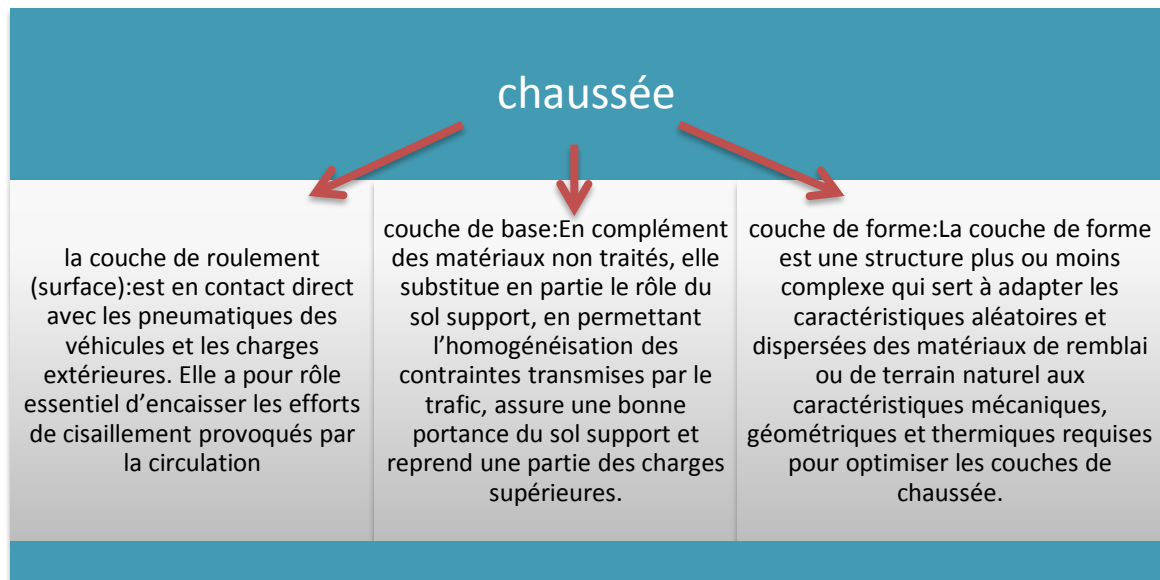 chaussée
la couche de roulement
(surface):est en contact direct
avec les pneumatiques des
véhicules et les charges
extérieures. Elle a pour rôle
essentiel d’encaisser les efforts
de cisaillement provoqués par
la circulation
couche de base:En complément
des matériaux non traités, elle
substitue en partie le rôle du
sol support, en permettant
l’homogénéisation des
contraintes transmises par le
trafic, assure une bonne
portance du sol support et
reprend une partie des charges
supérieures.
couche de forme:La couche de forme
est une structure plus ou moins
complexe qui sert à adapter les
caractéristiques aléatoires et
dispersées des matériaux de remblai
ou de terrain naturel aux
caractéristiques mécaniques,
géométriques et thermiques requises
pour optimiser les couches de
chaussée.